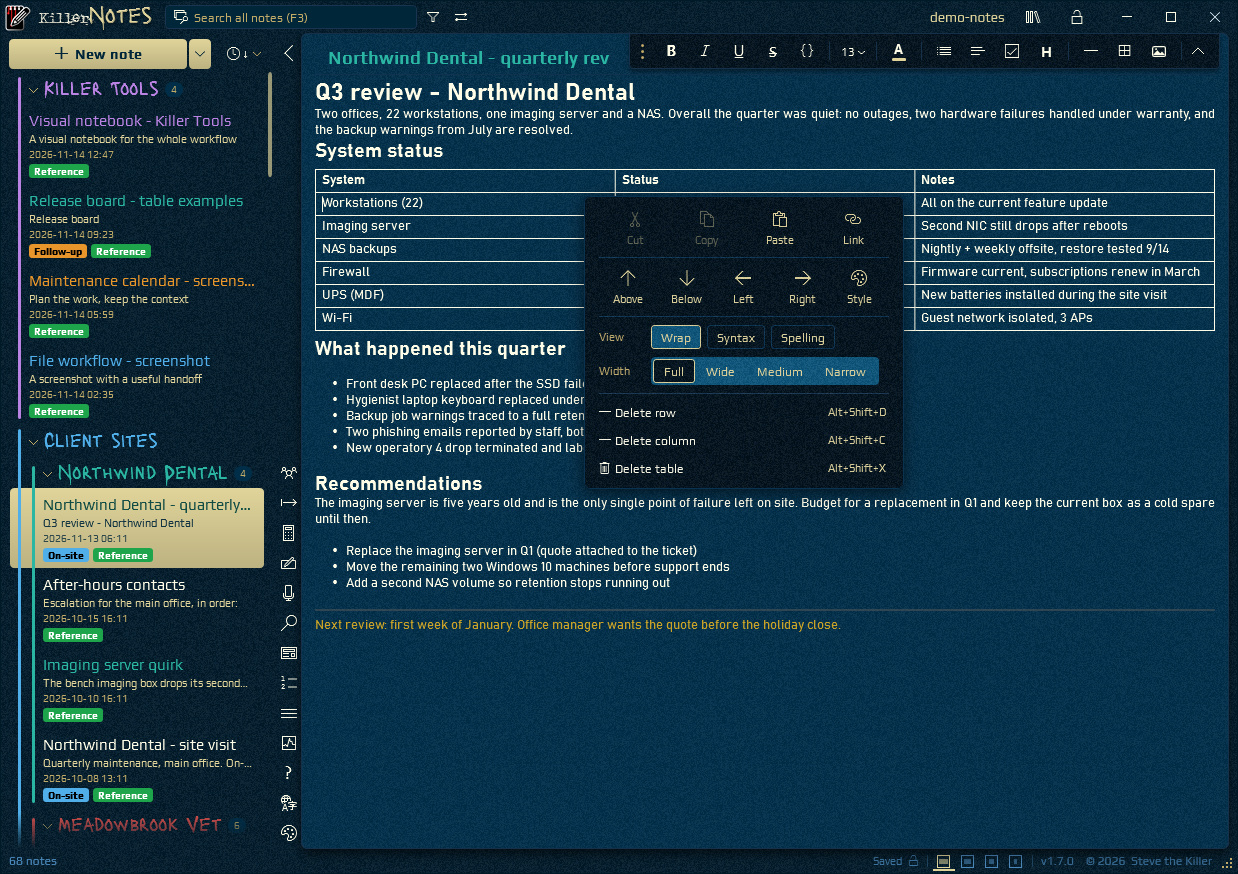 KillerNOTES
Search all notes (F3)
demo-notes
New note
KILLER TOOLS 4
Visual notebook - Killer Tools
A visual notebook for the whole workflow
2026-11-14 12:47
Reference
Release board - table examples
Release board
2026-11-14 09:23
Follow-up Reference
Maintenance calendar - screens...
Plan the work, keep the context
2026-11-14 05:59
Reference
File workflow - screenshot
A screenshot with a useful handoff
2026-11-14 02:35
Reference
CLIENT SITES
NORTHWIND DENTAL 4
Northwind Dental - quarterly...
Q3 review - Northwind Dental
2026-11-13 06:11
On-site Reference
After-hours contacts
Escalation for the main office, in order:
2026-10-15 16:11
Reference
Imaging server quirk
The bench imaging box drops its second...
2026-10-10 16:11
Reference
Northwind Dental - site visit
Quarterly maintenance, main office. On-...
2026-10-08 13:11
On-site Reference
MEADOWBROOK VET 6
Northwind Dental - quarterly rev
B I U S {} 13 A H
Q3 review - Northwind Dental
Two offices, 22 workstations, one imaging server and a NAS. Overall the quarter was quiet: no outages, two hardware failures handled under warranty, and
the backup warnings from July are resolved.
System status
System Status Notes
Workstations (22) All on the current feature update
Imaging server Second NIC still drops after reboots
NAS backups Nightly + weekly offsite, restore tested 9/14
Firewall Firmware current, subscriptions renew in March
UPS (MDF) New batteries installed during the site visit
Wi-Fi Guest network isolated, 3 APs
What happened this quarter
• Front desk PC replaced after the SSD faile
• Hygienist laptop keyboard replaced under
• Backup job warnings traced to a full reten
• Two phishing emails reported by staff, bot
• New operatory 4 drop terminated and lab
Recommendations
The imaging server is five years old and is the only single point of failure left on site. Budget for a replacement in Q1 and keep the current box as a cold spare
until then.
• Replace the imaging server in Q1 (quote attached to the ticket)
• Move the remaining two Windows 10 machines before support ends
• Add a second NAS volume so retention stops running out
Next review: first week of January. Office manager wants the quote before the holiday close.
Cut Copy Paste Link
Above Below Left Right Style
View Wrap Syntax Spelling
Width Full Wide Medium Narrow
Delete row Alt+Shift+D
Delete column Alt+Shift+C
Delete table Alt+Shift+X
68 notes
Saved
v1.7.0 © 2026 Steve the Killer